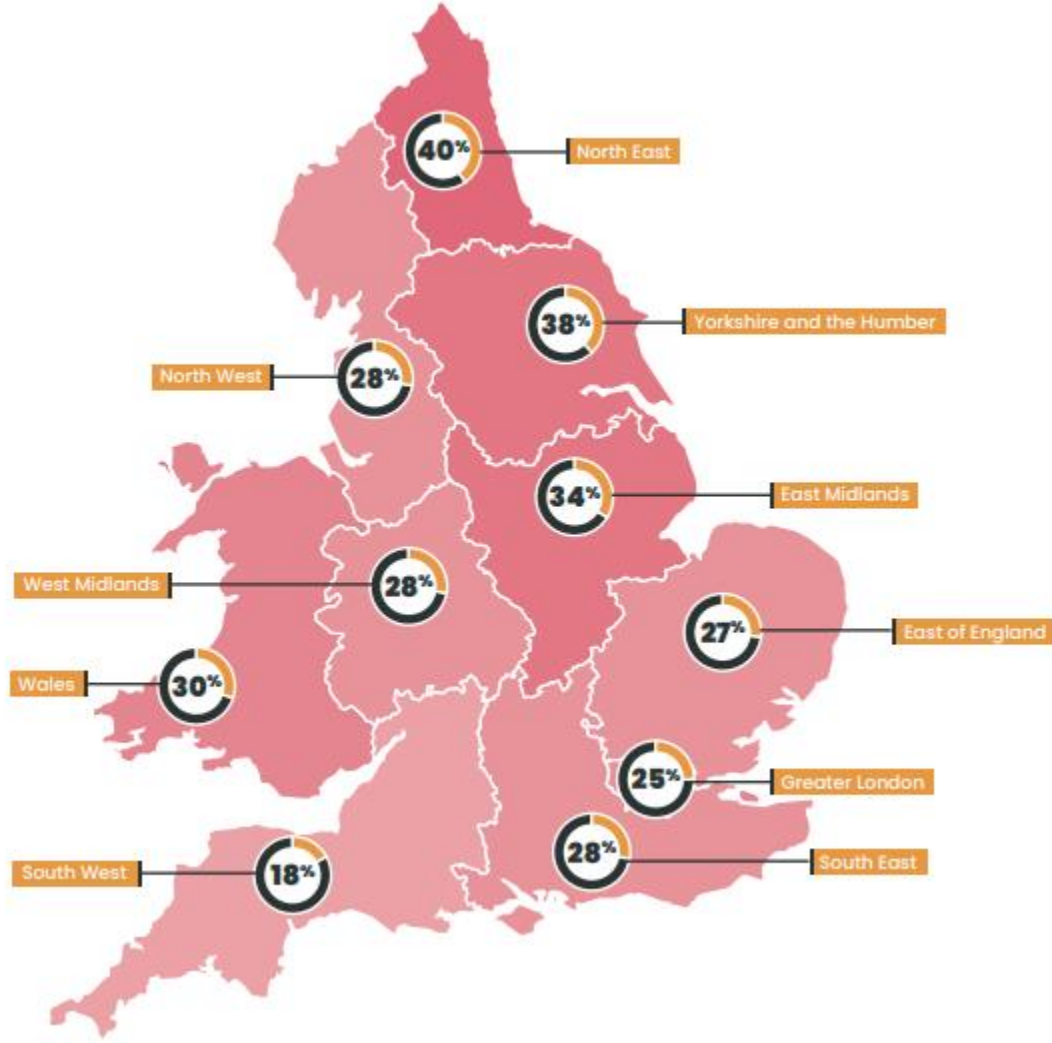 40%
North East
38%
Yorkshire and the Humber
North West
28%
34%
East Midlands
West Midlands
28%
27%
East of England
Wales
30%
25%
Greater London
South West
18%
28%
South East